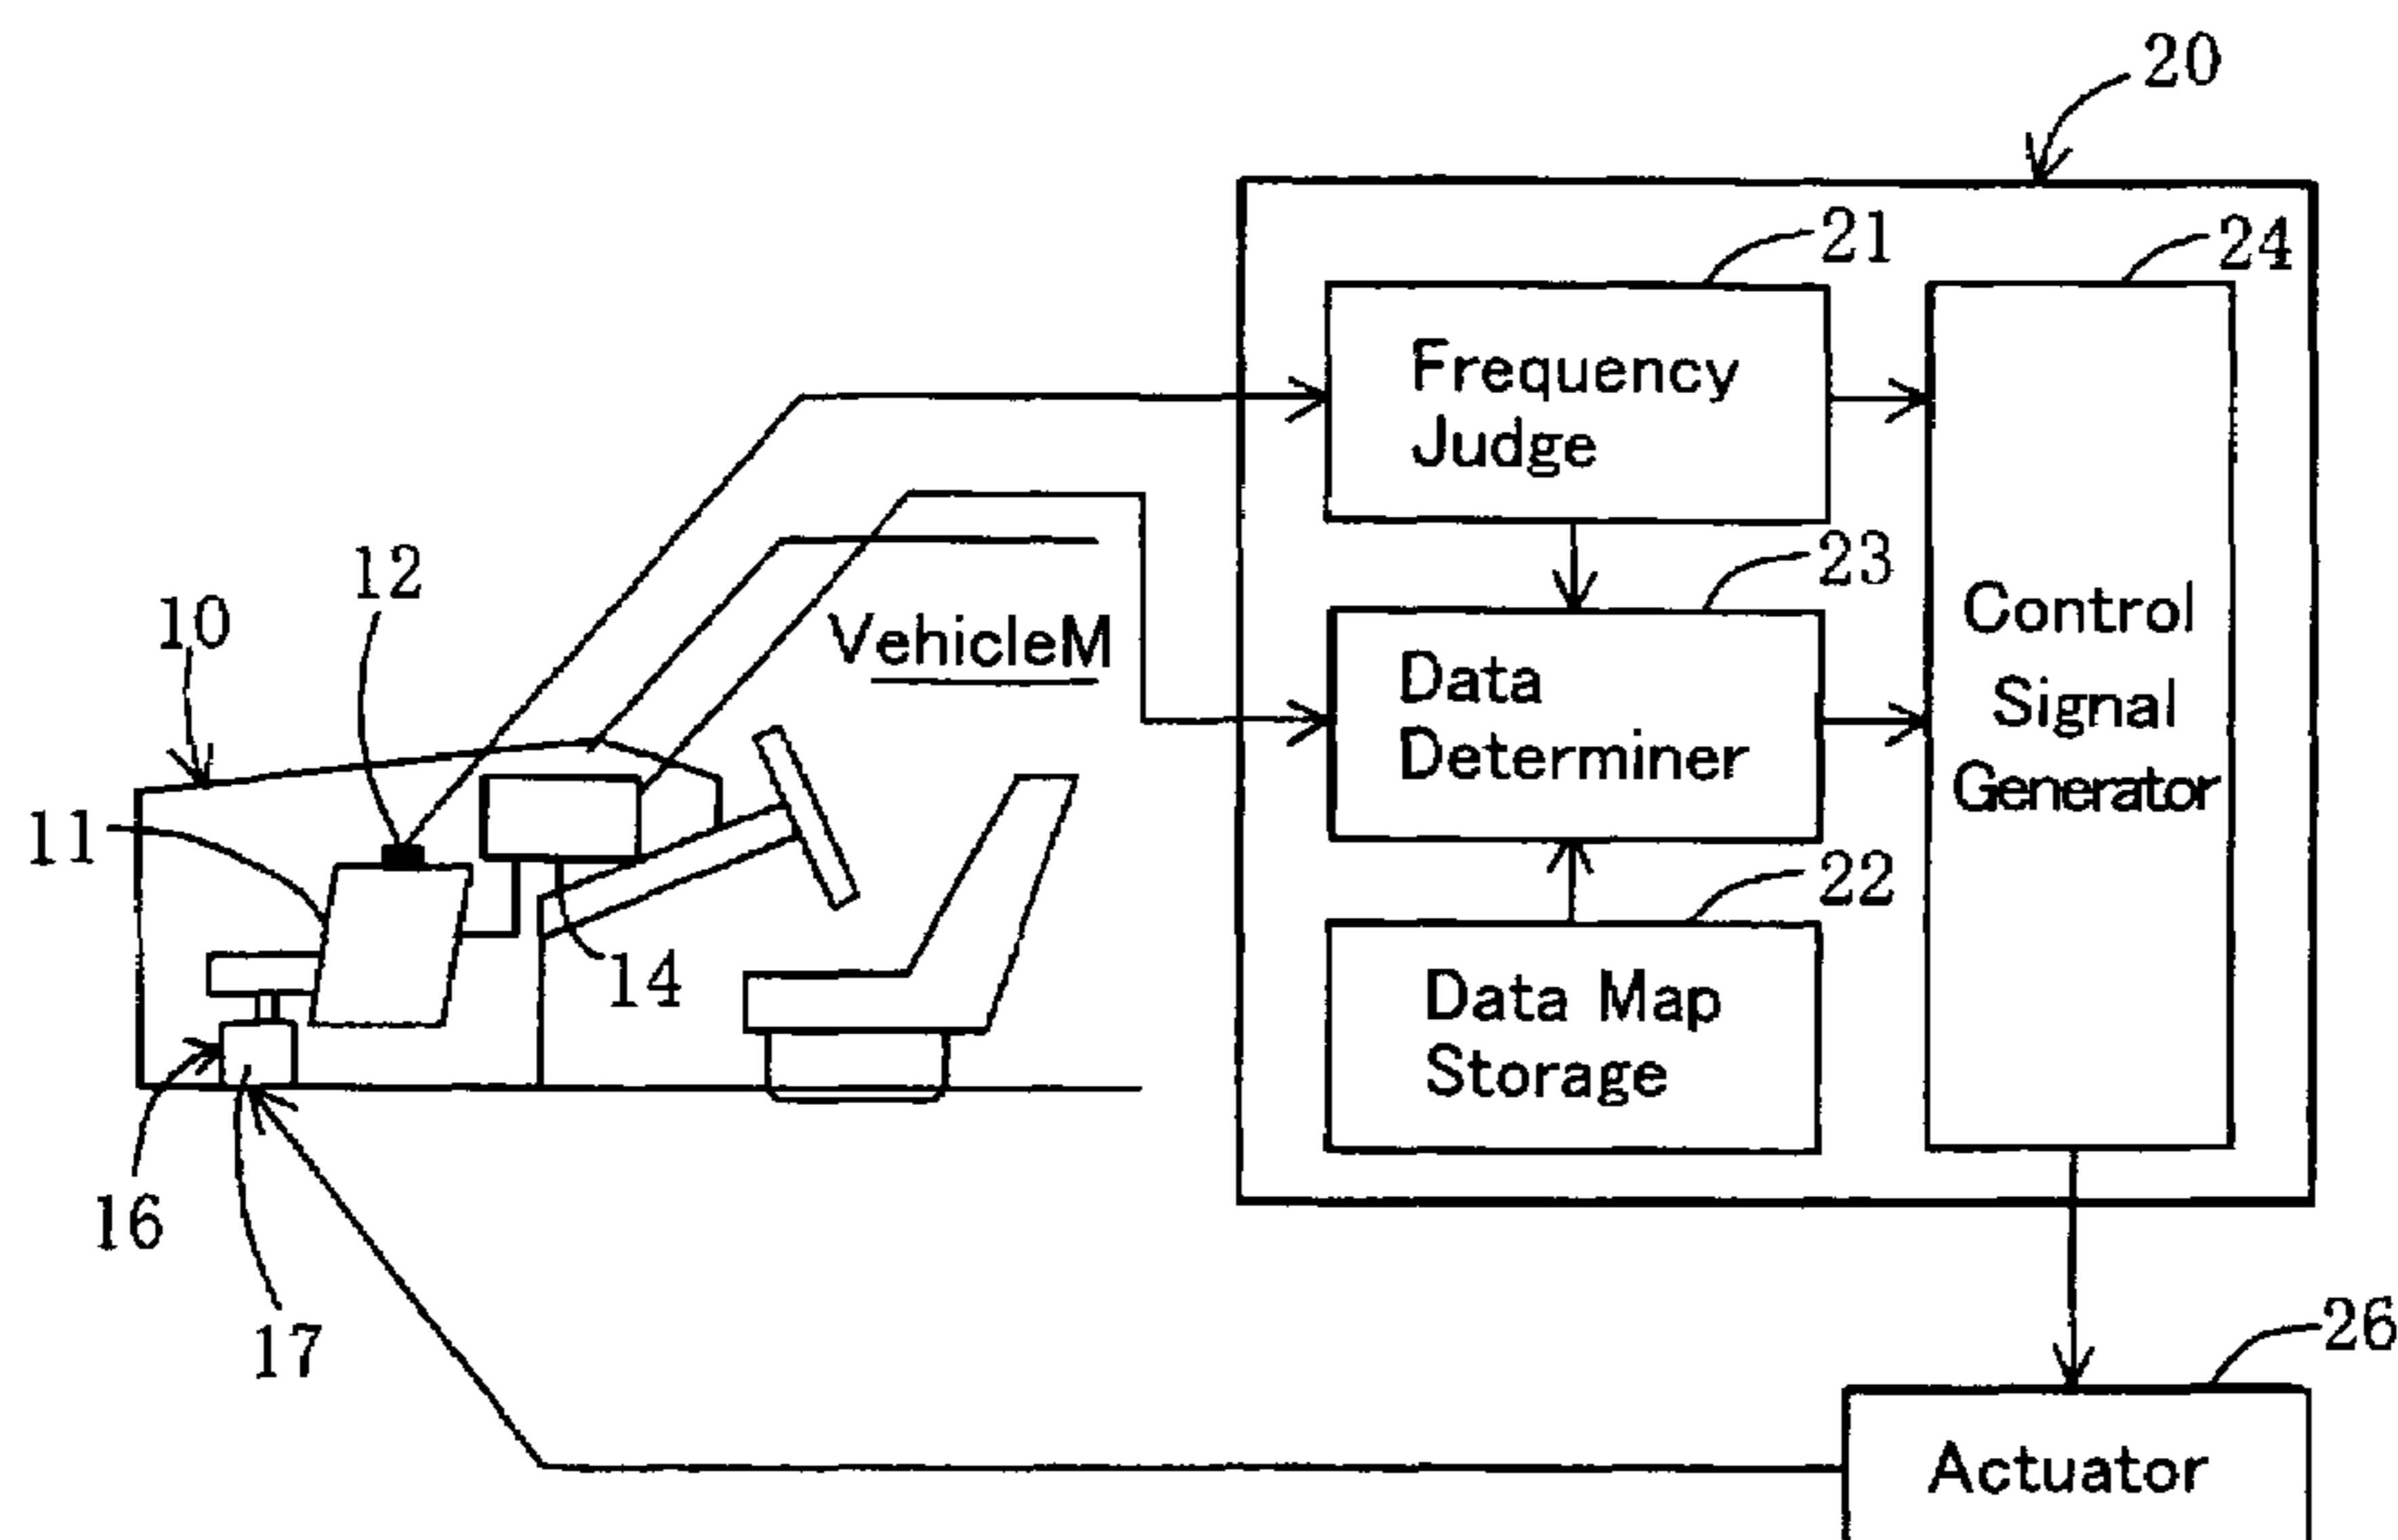 20
21
24
Frequency
Judge
12
10
VehicleM
23
Control
Signal
Generator
Data
Determiner
11
22
14
Data Map
Storage
16
17
26
Actuator